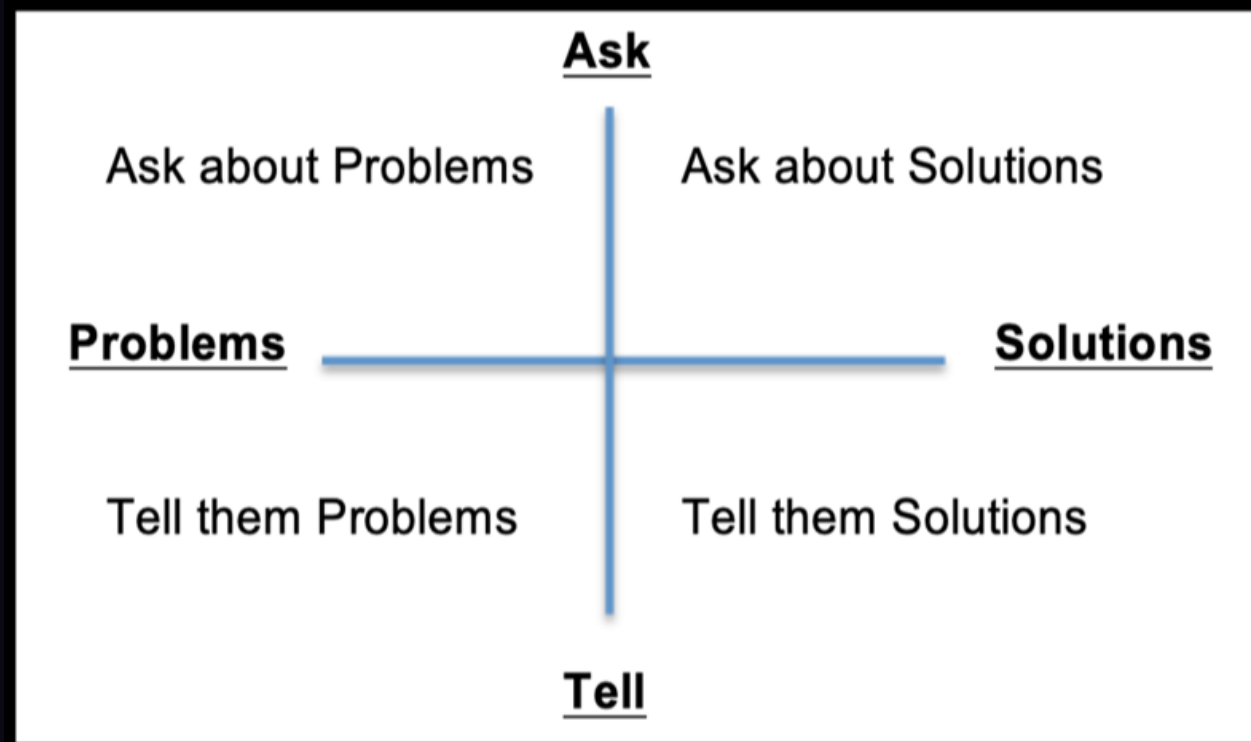 Ask
Ask about Problems
Ask about Solutions
Problems
Solutions
Tell them Problems
Tell them Solutions
Tell